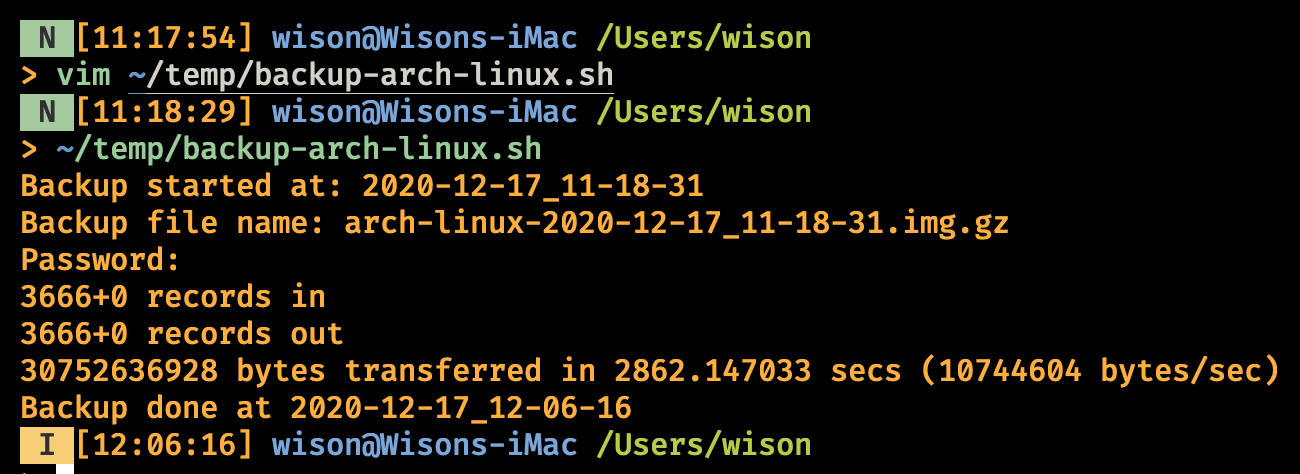 N [11:17:54] wison@Wisons-iMac /Users/wison
> vim ~/temp/backup-arch-linux.sh
N [11:18:29] wison@Wisons-iMac /Users/wison
> ~/temp/backup-arch-linux.sh
Backup started at: 2020-12-17_11-18-31
Backup file name: arch-linux-2020-12-17_11-18-31.img.gz
Password:
3666+0 records in
3666+0 records out
30752636928 bytes transferred in 2862.147033 secs (10744604 bytes/sec)
Backup done at 2020-12-17_12-06-16
I [12:06:16] wison@Wisons-iMac /Users/wison